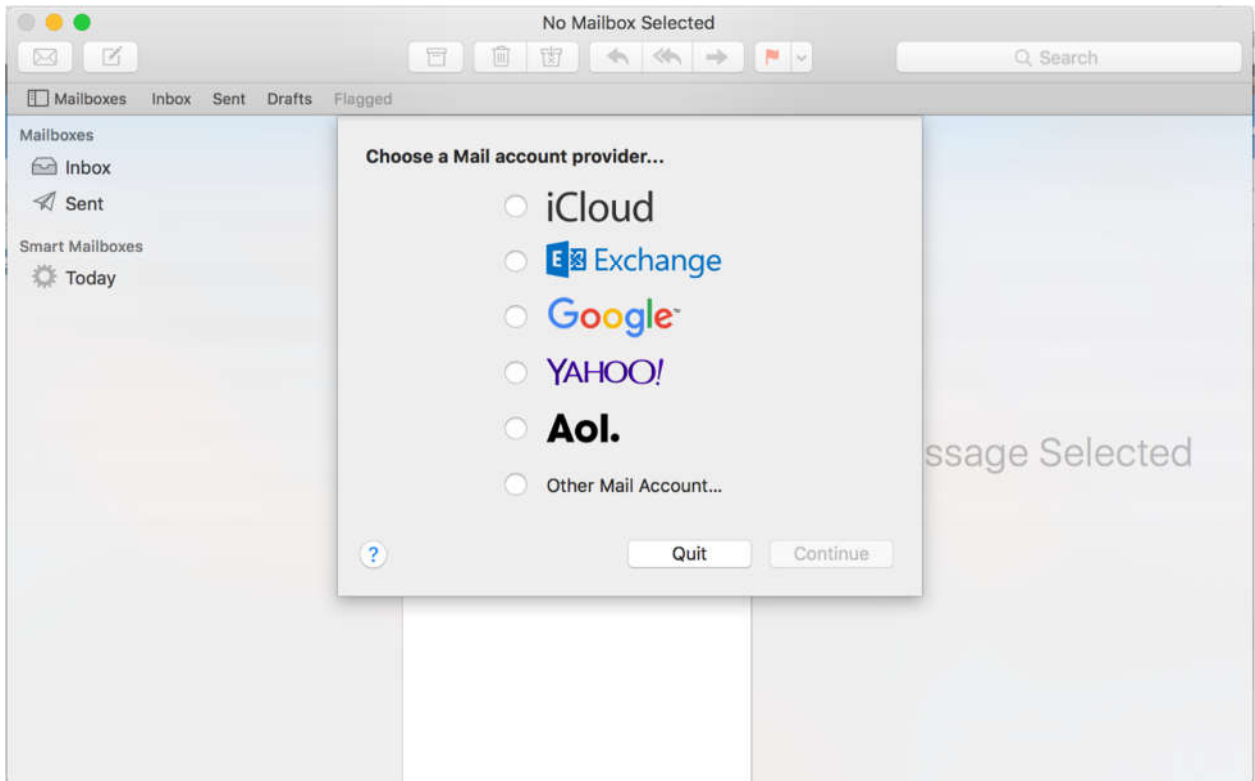 No Mailbox Selected
Search
Mailboxes Inbox Sent Drafts Flagged
Mailboxes
Inbox
Sent
Smart Mailboxes
Today
Choose a Mail account provider...
iCloud
E Exchange
Google™
YAHOO!
Aol.
Other Mail Account...
? Quit Continue
ssage Selected